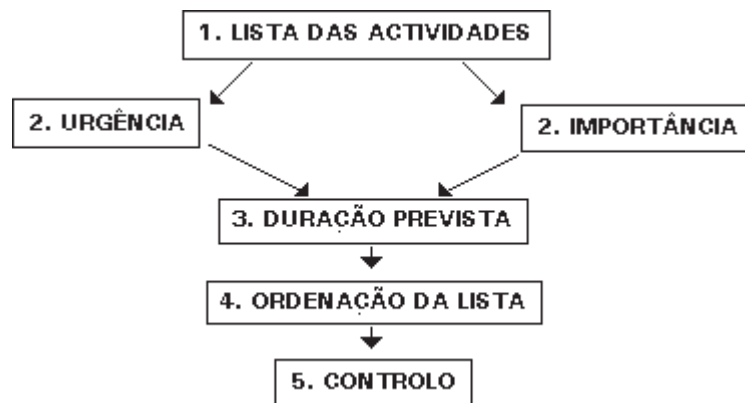 1. LISTA DAS ACTIVIDADES
2. URGÊNCIA
2. IMPORTÂNCIA
3. DURAÇÃO PREVISTA
4. ORDENAÇÃO DA LISTA
5. CONTROLO